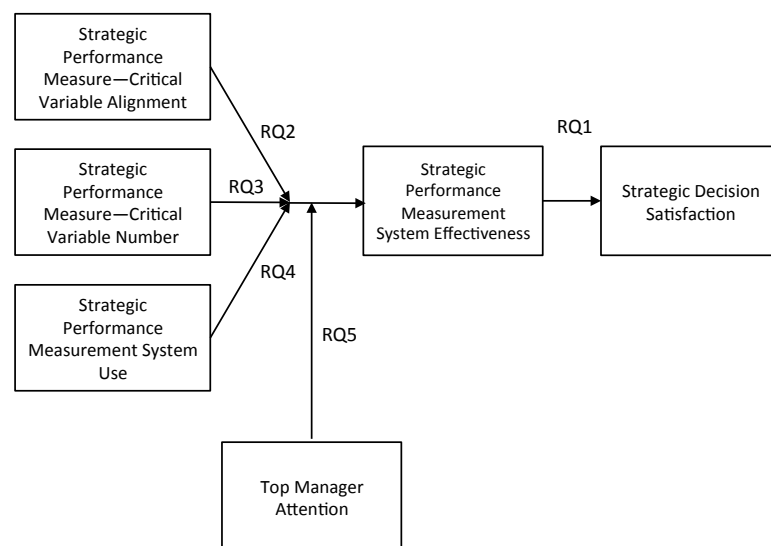 Strategic
Performance
Measure—Critical
Variable Alignment
RQ2
Strategic
Performance
Measure—Critical
Variable Number
RQ3
Strategic
Performance
Measurement System
Use
RQ4
RQ5
Top Manager
Attention
Strategic
Performance
Measurement
System Effectiveness
RQ1
Strategic Decision
Satisfaction